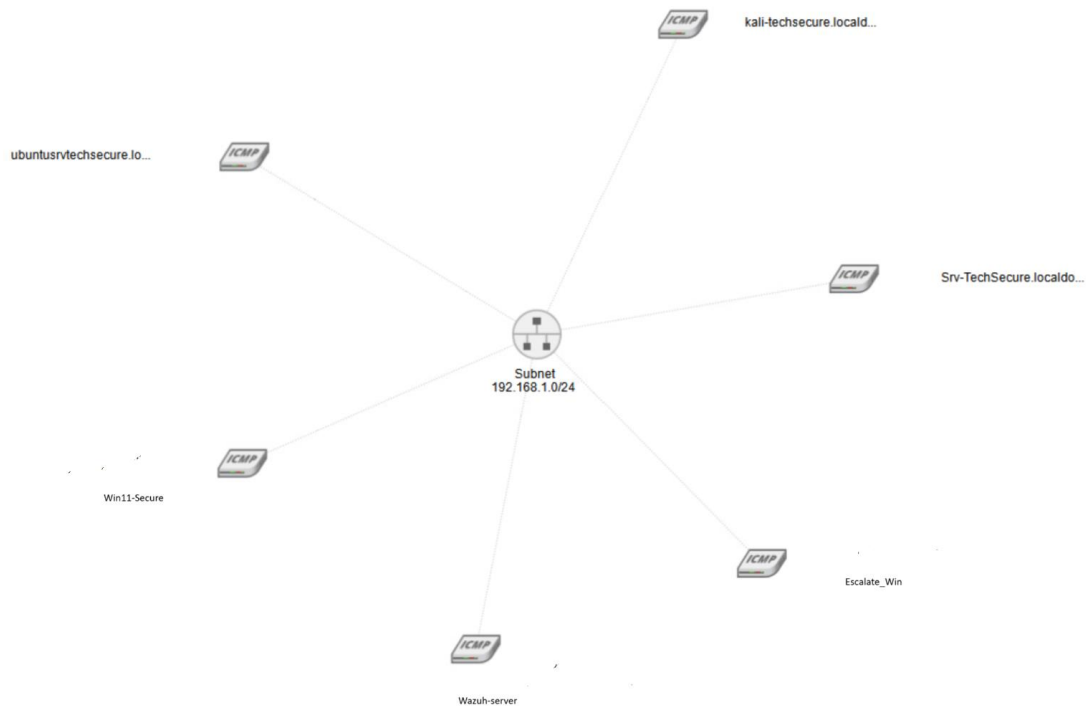 ICMP
kali-techsecure.locald...
ubuntusrvtechsecure.lo...
ICMP
ICMP
Srv-TechSecure.localdo...
Subnet
192.168.1.0/24
ICMP
Win11-Secure
ICMP
Escalate_Win
ICMP
Wazuh-server